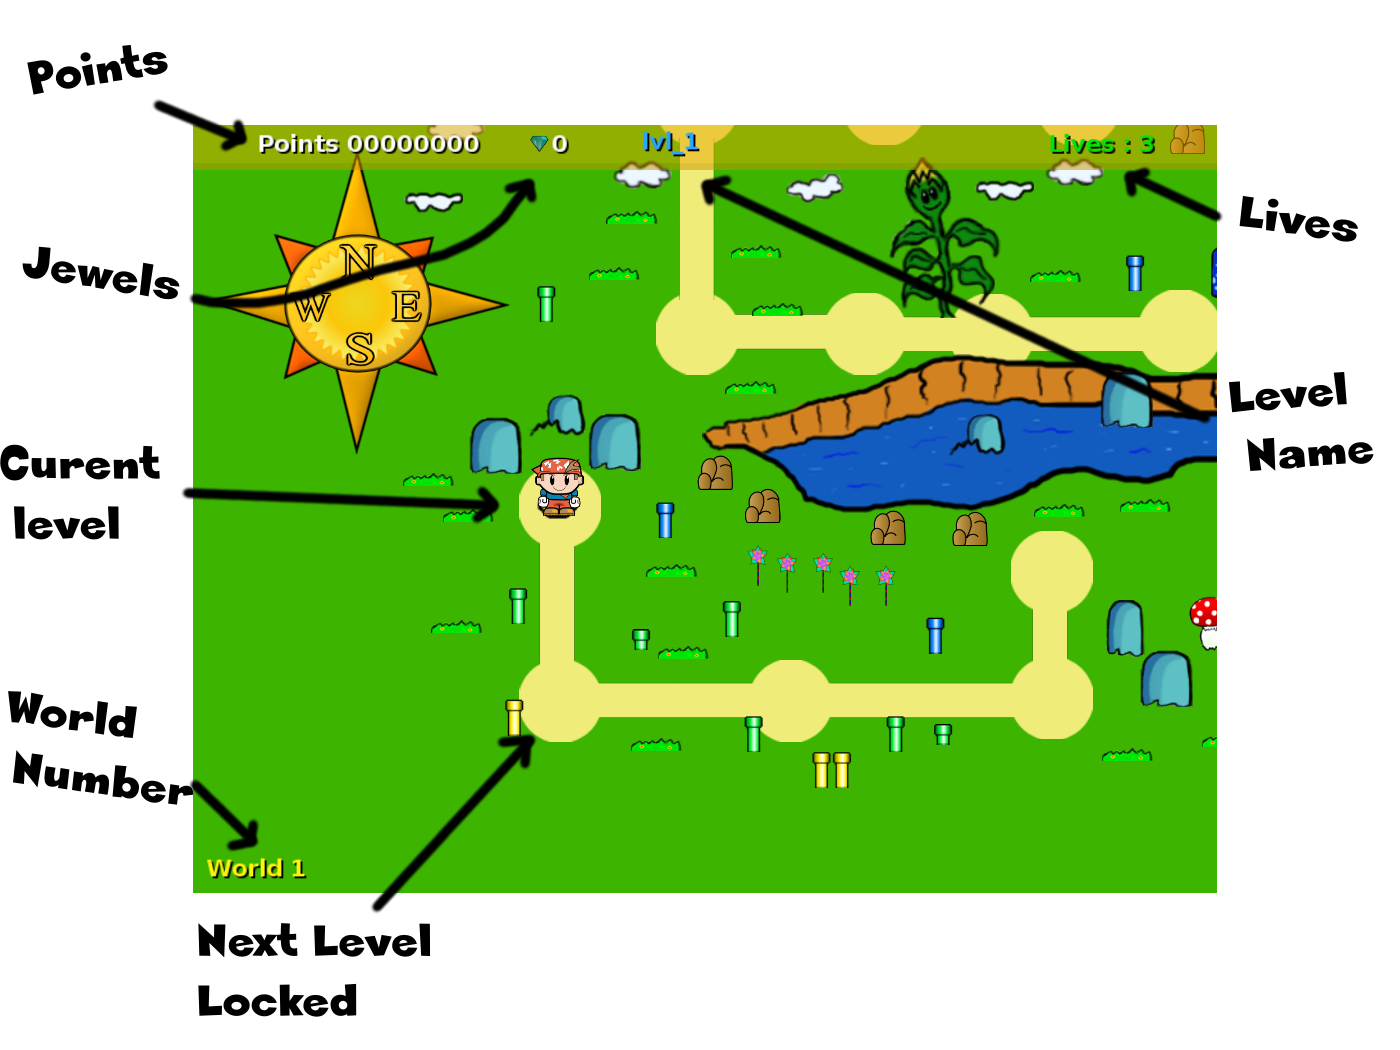 Points
Points 00000000
0
lvl_1
Lives : 3
Lives
Jewels
N
W
E
S
Level
Name
Curent
level
World
Number
World 1
Next Level
Locked